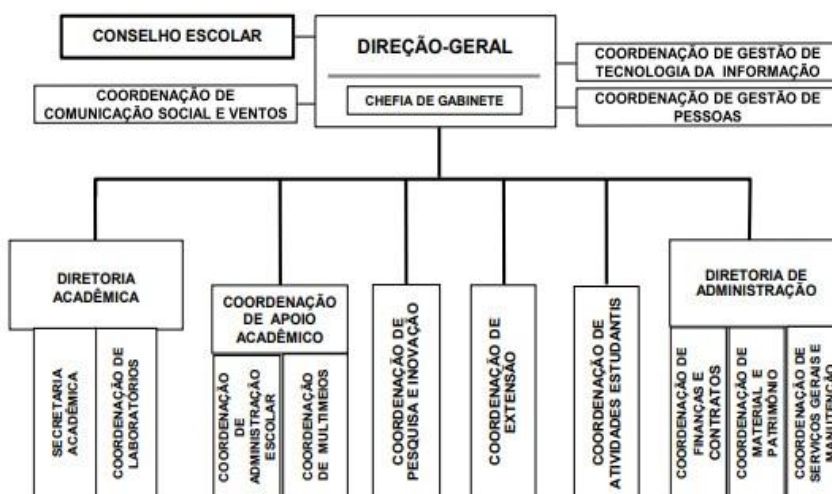 CONSELHO ESCOLAR
DIREÇÃO-GERAL
CHEFIA DE GABINETE
COORDENAÇÃO DE
COMUNICAÇÃO SOCIAL E VENTOS
COORDENAÇÃO DE GESTÃO DE
TECNOLOGIA DA INFORMAÇÃO
COORDENAÇÃO DE GESTÃO DE
PESSOAS
DIRETORIA
ACADÊMICA
SECRETARIA
ACADÊMICA
COORDENAÇÃO DE
LABORATÓRIOS
COORDENAÇÃO
DE APOIO
ACADÊMICO
COORDENAÇÃO
DE
ADMINISTRAÇÃO
ESCOLAR
COORDENAÇÃO
DE MULTIMEIOS
COORDENAÇÃO DE
PESQUISA E INOVAÇÃO
COORDENAÇÃO DE
EXTENSÃO
COORDENAÇÃO DE
ATIVIDADES ESTUDANTIS
DIRETORIA DE
ADMINISTRAÇÃO
COORDENAÇÃO DE
FINANÇAS E
CONTRATOS
COORDENAÇÃO DE
MATERIAL E
PATRIMÔNIO
COORDENAÇÃO DE
SERVIÇOS GERAIS E
MANUTENÇÃO